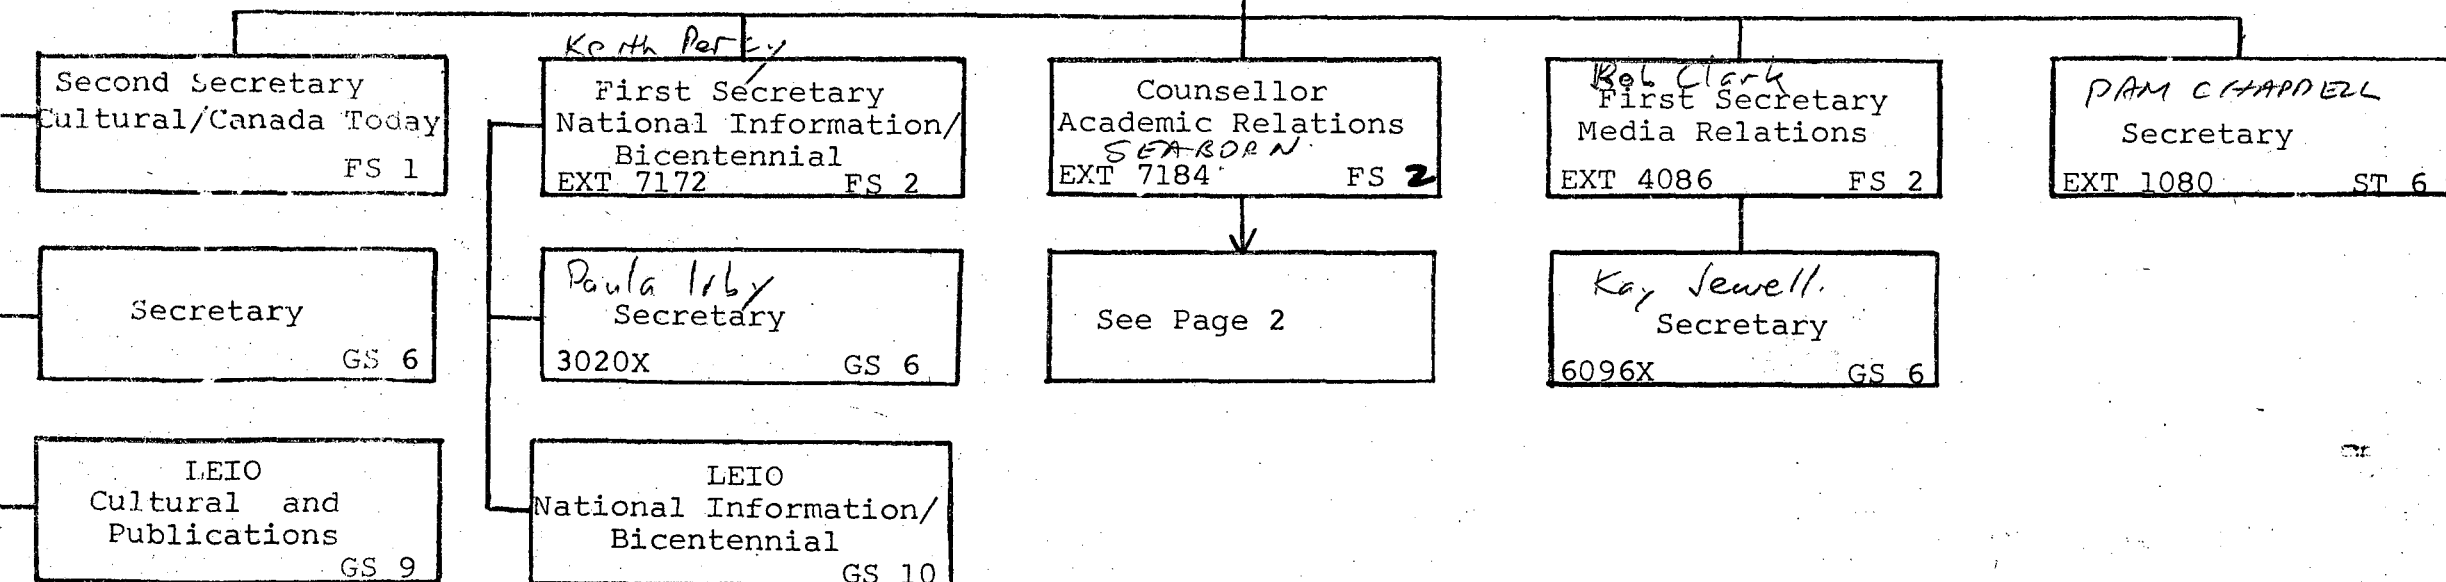 Second Secretary
Cultural/Canada Today
FS 1
Keith Percy
First Secretary
National Information/
Bicentennial
EXT 7172 FS 2
Counsellor
Academic Relations
SEABORN
EXT 7184 FS 2
Bob Clark
First Secretary
Media Relations
EXT 4086 FS 2
PAM CHAPPELL
Secretary
EXT 1080 ST 6
Secretary
GS 6
Paula Irby
Secretary
3020X GS 6
See Page 2
Kay Jewell.
Secretary
6096X GS 6
LEIO
Cultural and
Publications
GS 9
LEIO
National Information/
Bicentennial
GS 10